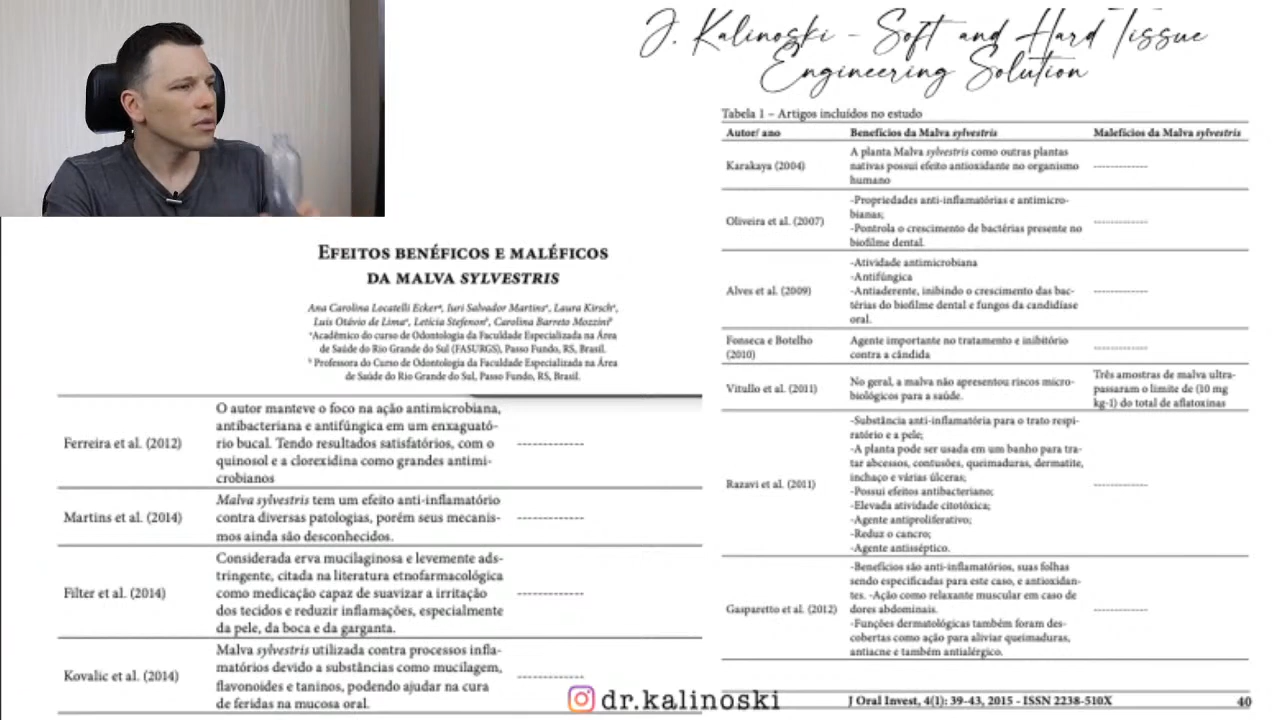 J. Kalinoski - Soft and Hard Tissue
Engineering Solution
EFEITOS BENÉFICOS E MALÉFICOS
DA MALVA SYLVESTRIS
Ana Carolina Locatelli Eckerª, Iuri Salvador Martinsª, Laura Kirschª,
Luis Otávio de Limaª, Letícia Stefenonᵇ, Carolina Barreto Mozziniᵇ
ªAcadêmico do curso de Odontologia da Faculdade Especializada na Área
de Saúde do Rio Grande do Sul (FASURGS), Passo Fundo, RS, Brasil.
ᵇ Professora do Curso de Odontologia da Faculdade Especializada na Área
de Saúde do Rio Grande do Sul, Passo Fundo, RS, Brasil.
Ferreira et al. (2012)
O autor manteve o foco na ação antimicrobiana,
antibacteriana e antifúngica em um enxaguató-
rio bucal. Tendo resultados satisfatórios, com o
quinosol e a clorexidina como grandes antimi-
crobianos
-------------
Martins et al. (2014)
Malva sylvestris tem um efeito anti-inflamatório
contra diversas patologias, porém seus mecanis-
mos ainda são desconhecidos.
-------------
Filter et al. (2014)
Considerada erva mucilaginosa e levemente ads-
tringente, citada na literatura etnofarmacológica
como medicação capaz de suavizar a irritação
dos tecidos e reduzir inflamações, especialmente
da pele, da boca e da garganta.
-------------
Kovalic et al. (2014)
Malva sylvestris utilizada contra processos infla-
matórios devido a substâncias como mucilagem,
flavonoides e taninos, podendo ajudar na cura
de feridas na mucosa oral.
-------------
Tabela 1 – Artigos incluídos no estudo
Autor/ ano
Benefícios da Malva sylvestris
Malefícios da Malva sylvestris
Karakaya (2004)
A planta Malva sylvestris como outras plantas
nativas possui efeito antioxidante no organismo
humano
-------------
Oliveira et al. (2007)
-Propriedades anti-inflamatórias e antimicro-
bianas;
-Pontrola o crescimento de bactérias presente no
biofilme dental.
-------------
Alves et al. (2009)
-Atividade antimicrobiana
-Antifúngica
-Antiaderente, inibindo o crescimento das bac-
térias do biofilme dental e fungos da candidíase
oral.
-------------
Fonseca e Botelho
(2010)
Agente importante no tratamento e inibitório
contra a cândida
-------------
Vitullo et al. (2011)
No geral, a malva não apresentou riscos micro-
biológicos para a saúde.
Três amostras de malva ultra-
passaram o limite de (10 mg
kg-1) do total de aflatoxinas
Razavi et al. (2011)
-Substância anti-inflamatória para o trato respi-
ratório e a pele;
-A planta pode ser usada em um banho para tra-
tar abcessos, contusões, queimaduras, dermatite,
inchaço e várias úlceras;
-Possui efeitos antibacteriano;
-Elevada atividade citotóxica;
-Agente antiproliferativo;
-Reduz o cancro;
-Agente antisséptico.
-------------
Gasparetto et al. (2012)
-Benefícios são anti-inflamatórios, suas folhas
sendo especificadas para este caso, e antioxidan-
tes. -Ação como relaxante muscular em caso de
dores abdominais.
-Funções dermatológicas também foram des-
cobertas como ação para aliviar queimaduras,
antiacne e também antialérgico.
-------------
dr.kalinoski
J Oral Invest, 4(1): 39-43, 2015 - ISSN 2238-510X
40